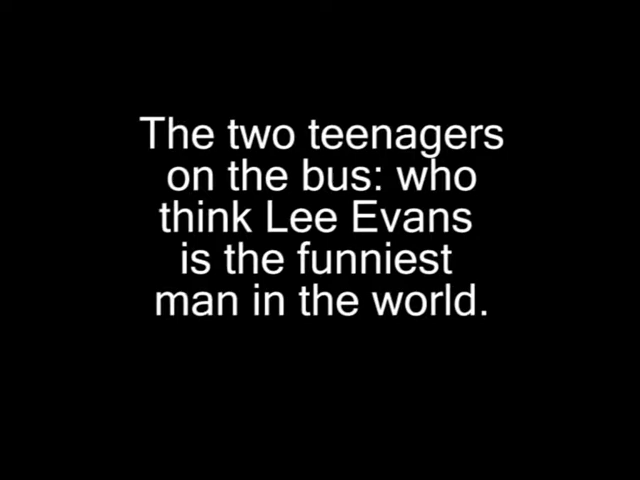 The two teenagers
on the bus: who
think Lee Evans
is the funniest
man in the world.